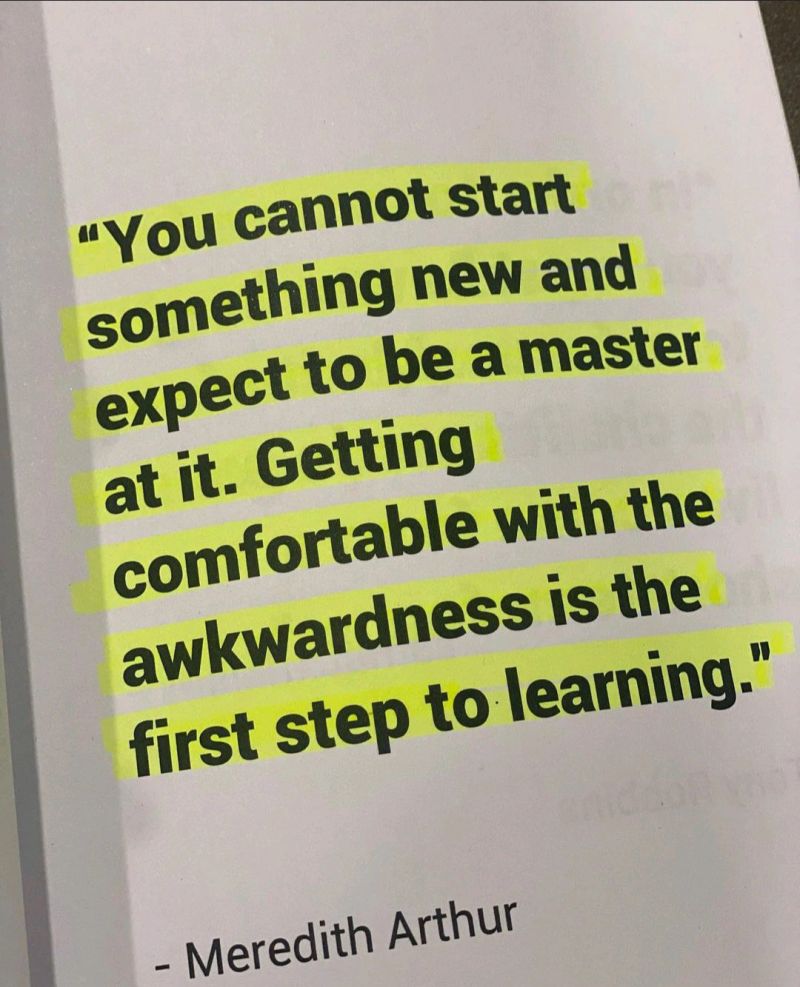 “You cannot start
something new and
expect to be a master
at it. Getting
comfortable with the
awkwardness is the
first step to learning.”
- Meredith Arthur